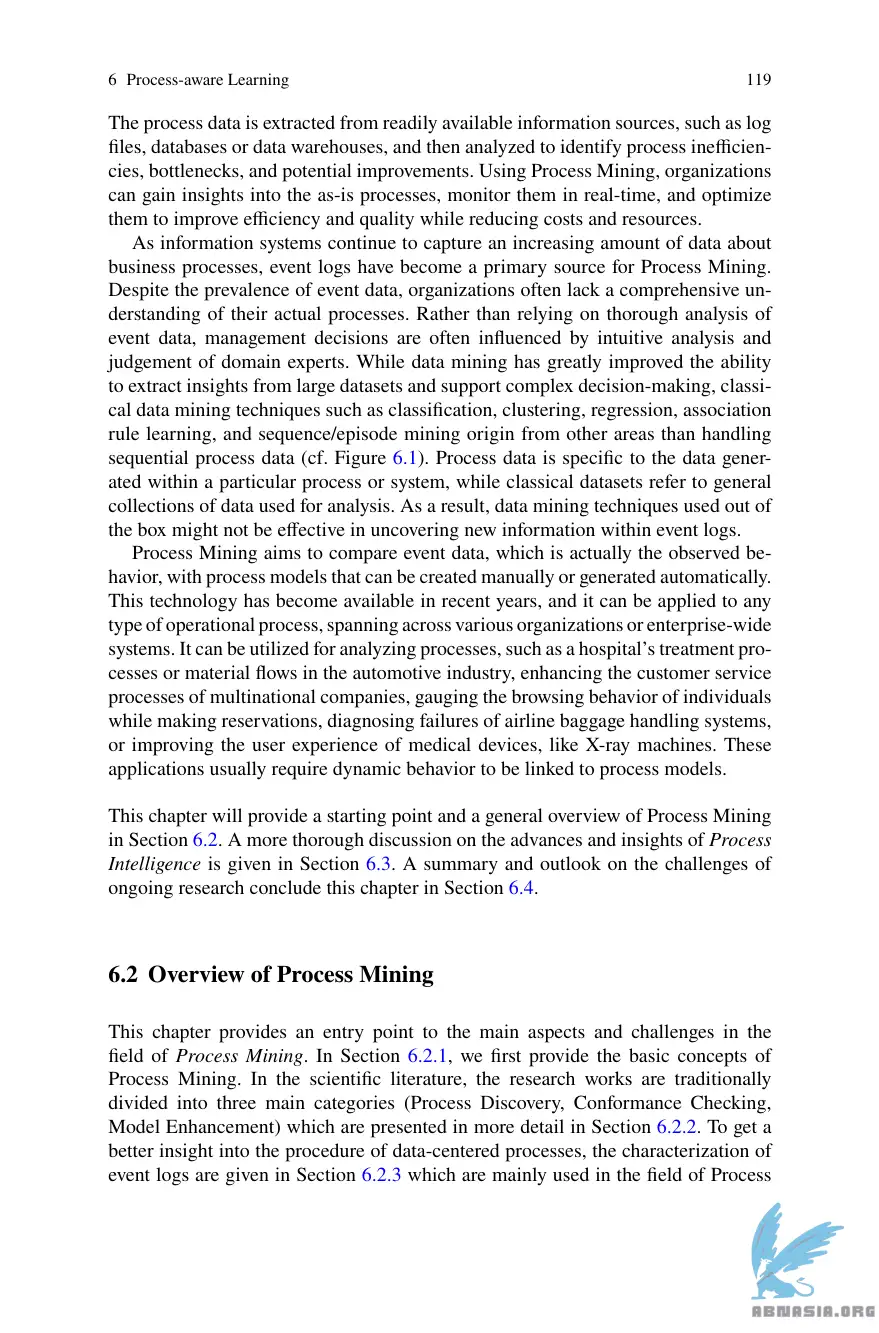 6 Process-aware Learning 119
The process data is extracted from readily available information sources, such as log
files, databases or data warehouses, and then analyzed to identify process inefficien-
cies, bottlenecks, and potential improvements. Using Process Mining, organizations
can gain insights into the as-is processes, monitor them in real-time, and optimize
them to improve efficiency and quality while reducing costs and resources.
As information systems continue to capture an increasing amount of data about
business processes, event logs have become a primary source for Process Mining.
Despite the prevalence of event data, organizations often lack a comprehensive un-
derstanding of their actual processes. Rather than relying on thorough analysis of
event data, management decisions are often influenced by intuitive analysis and
judgement of domain experts. While data mining has greatly improved the ability
to extract insights from large datasets and support complex decision-making, classi-
cal data mining techniques such as classification, clustering, regression, association
rule learning, and sequence/episode mining origin from other areas than handling
sequential process data (cf. Figure 6.1). Process data is specific to the data gener-
ated within a particular process or system, while classical datasets refer to general
collections of data used for analysis. As a result, data mining techniques used out of
the box might not be effective in uncovering new information within event logs.
Process Mining aims to compare event data, which is actually the observed be-
havior, with process models that can be created manually or generated automatically.
This technology has become available in recent years, and it can be applied to any
type of operational process, spanning across various organizations or enterprise-wide
systems. It can be utilized for analyzing processes, such as a hospital's treatment pro-
cesses or material flows in the automotive industry, enhancing the customer service
processes of multinational companies, gauging the browsing behavior of individuals
while making reservations, diagnosing failures of airline baggage handling systems,
or improving the user experience of medical devices, like X-ray machines. These
applications usually require dynamic behavior to be linked to process models.
This chapter will provide a starting point and a general overview of Process Mining
in Section 6.2. A more thorough discussion on the advances and insights of Process
Intelligence is given in Section 6.3. A summary and outlook on the challenges of
ongoing research conclude this chapter in Section 6.4.
6.2 Overview of Process Mining
This chapter provides an entry point to the main aspects and challenges in the
field of Process Mining. In Section 6.2.1, we first provide the basic concepts of
Process Mining. In the scientific literature, the research works are traditionally
divided into three main categories (Process Discovery, Conformance Checking,
Model Enhancement) which are presented in more detail in Section 6.2.2. To get a
better insight into the procedure of data-centered processes, the characterization of
event logs are given in Section 6.2.3 which are mainly used in the field of Process
ABNASIA.ORG